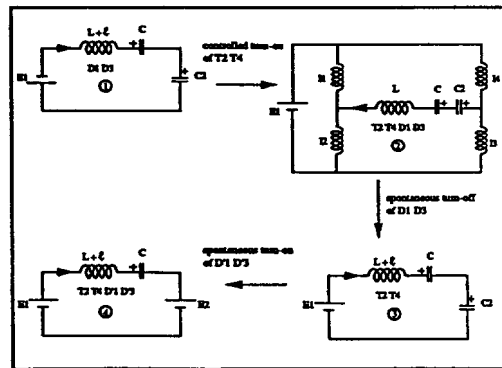 L+ℓ C
E1
D1 D3
C2
①
controlled turn-on
of T2 T4
E1
L
C C2
T2 T4 D1 D3
②
spontaneous turn-off
of D1 D3
L+ℓ C
E1
T2 T4
C2
③
spontaneous turn-on
of D'1 D'3
L+ℓ C
E1
T2 T4 D'1 D'3
E2
④